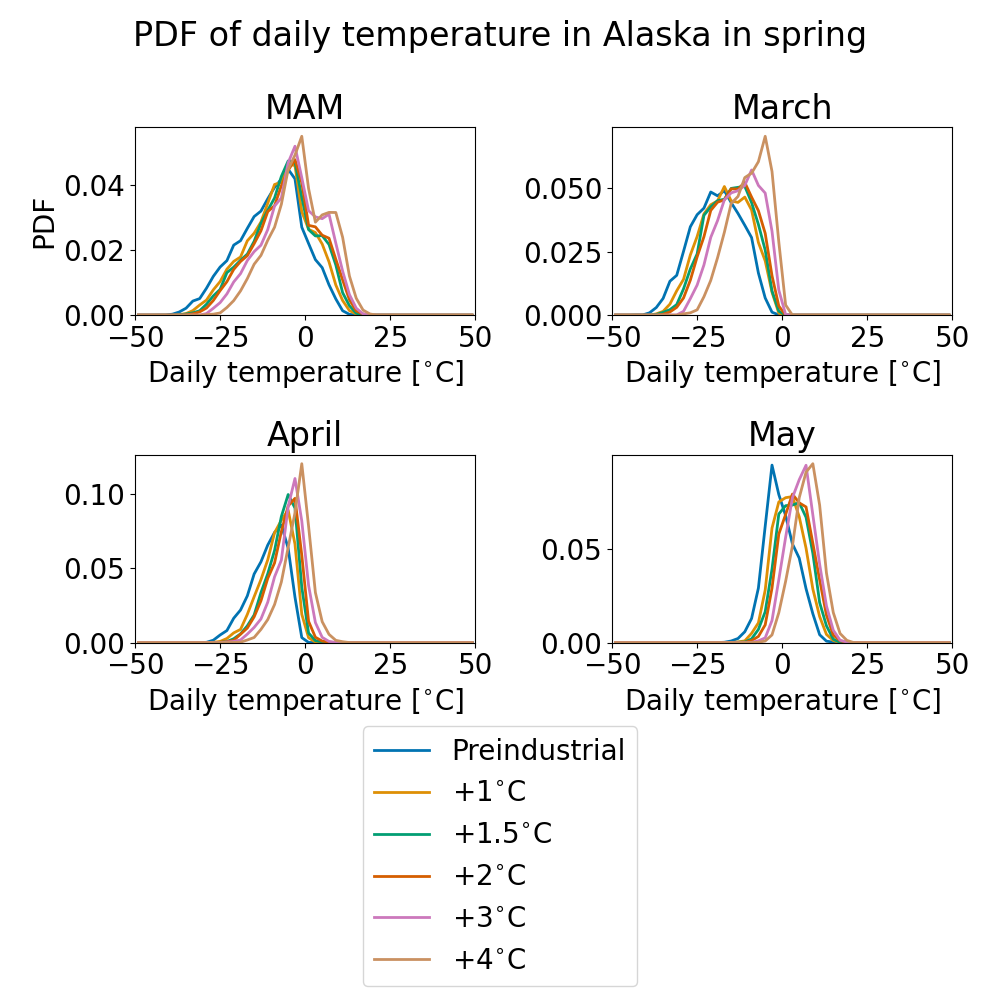 PDF of daily temperature in Alaska in spring
MAM
March
PDF
0.04
0.02
0.00
−50 −25 0 25 50
Daily temperature [°C]
0.050
0.025
0.000
−50 −25 0 25 50
Daily temperature [°C]
April
May
0.10
0.05
0.00
−50 −25 0 25 50
Daily temperature [°C]
0.05
0.00
−50 −25 0 25 50
Daily temperature [°C]
Preindustrial
+1°C
+1.5°C
+2°C
+3°C
+4°C